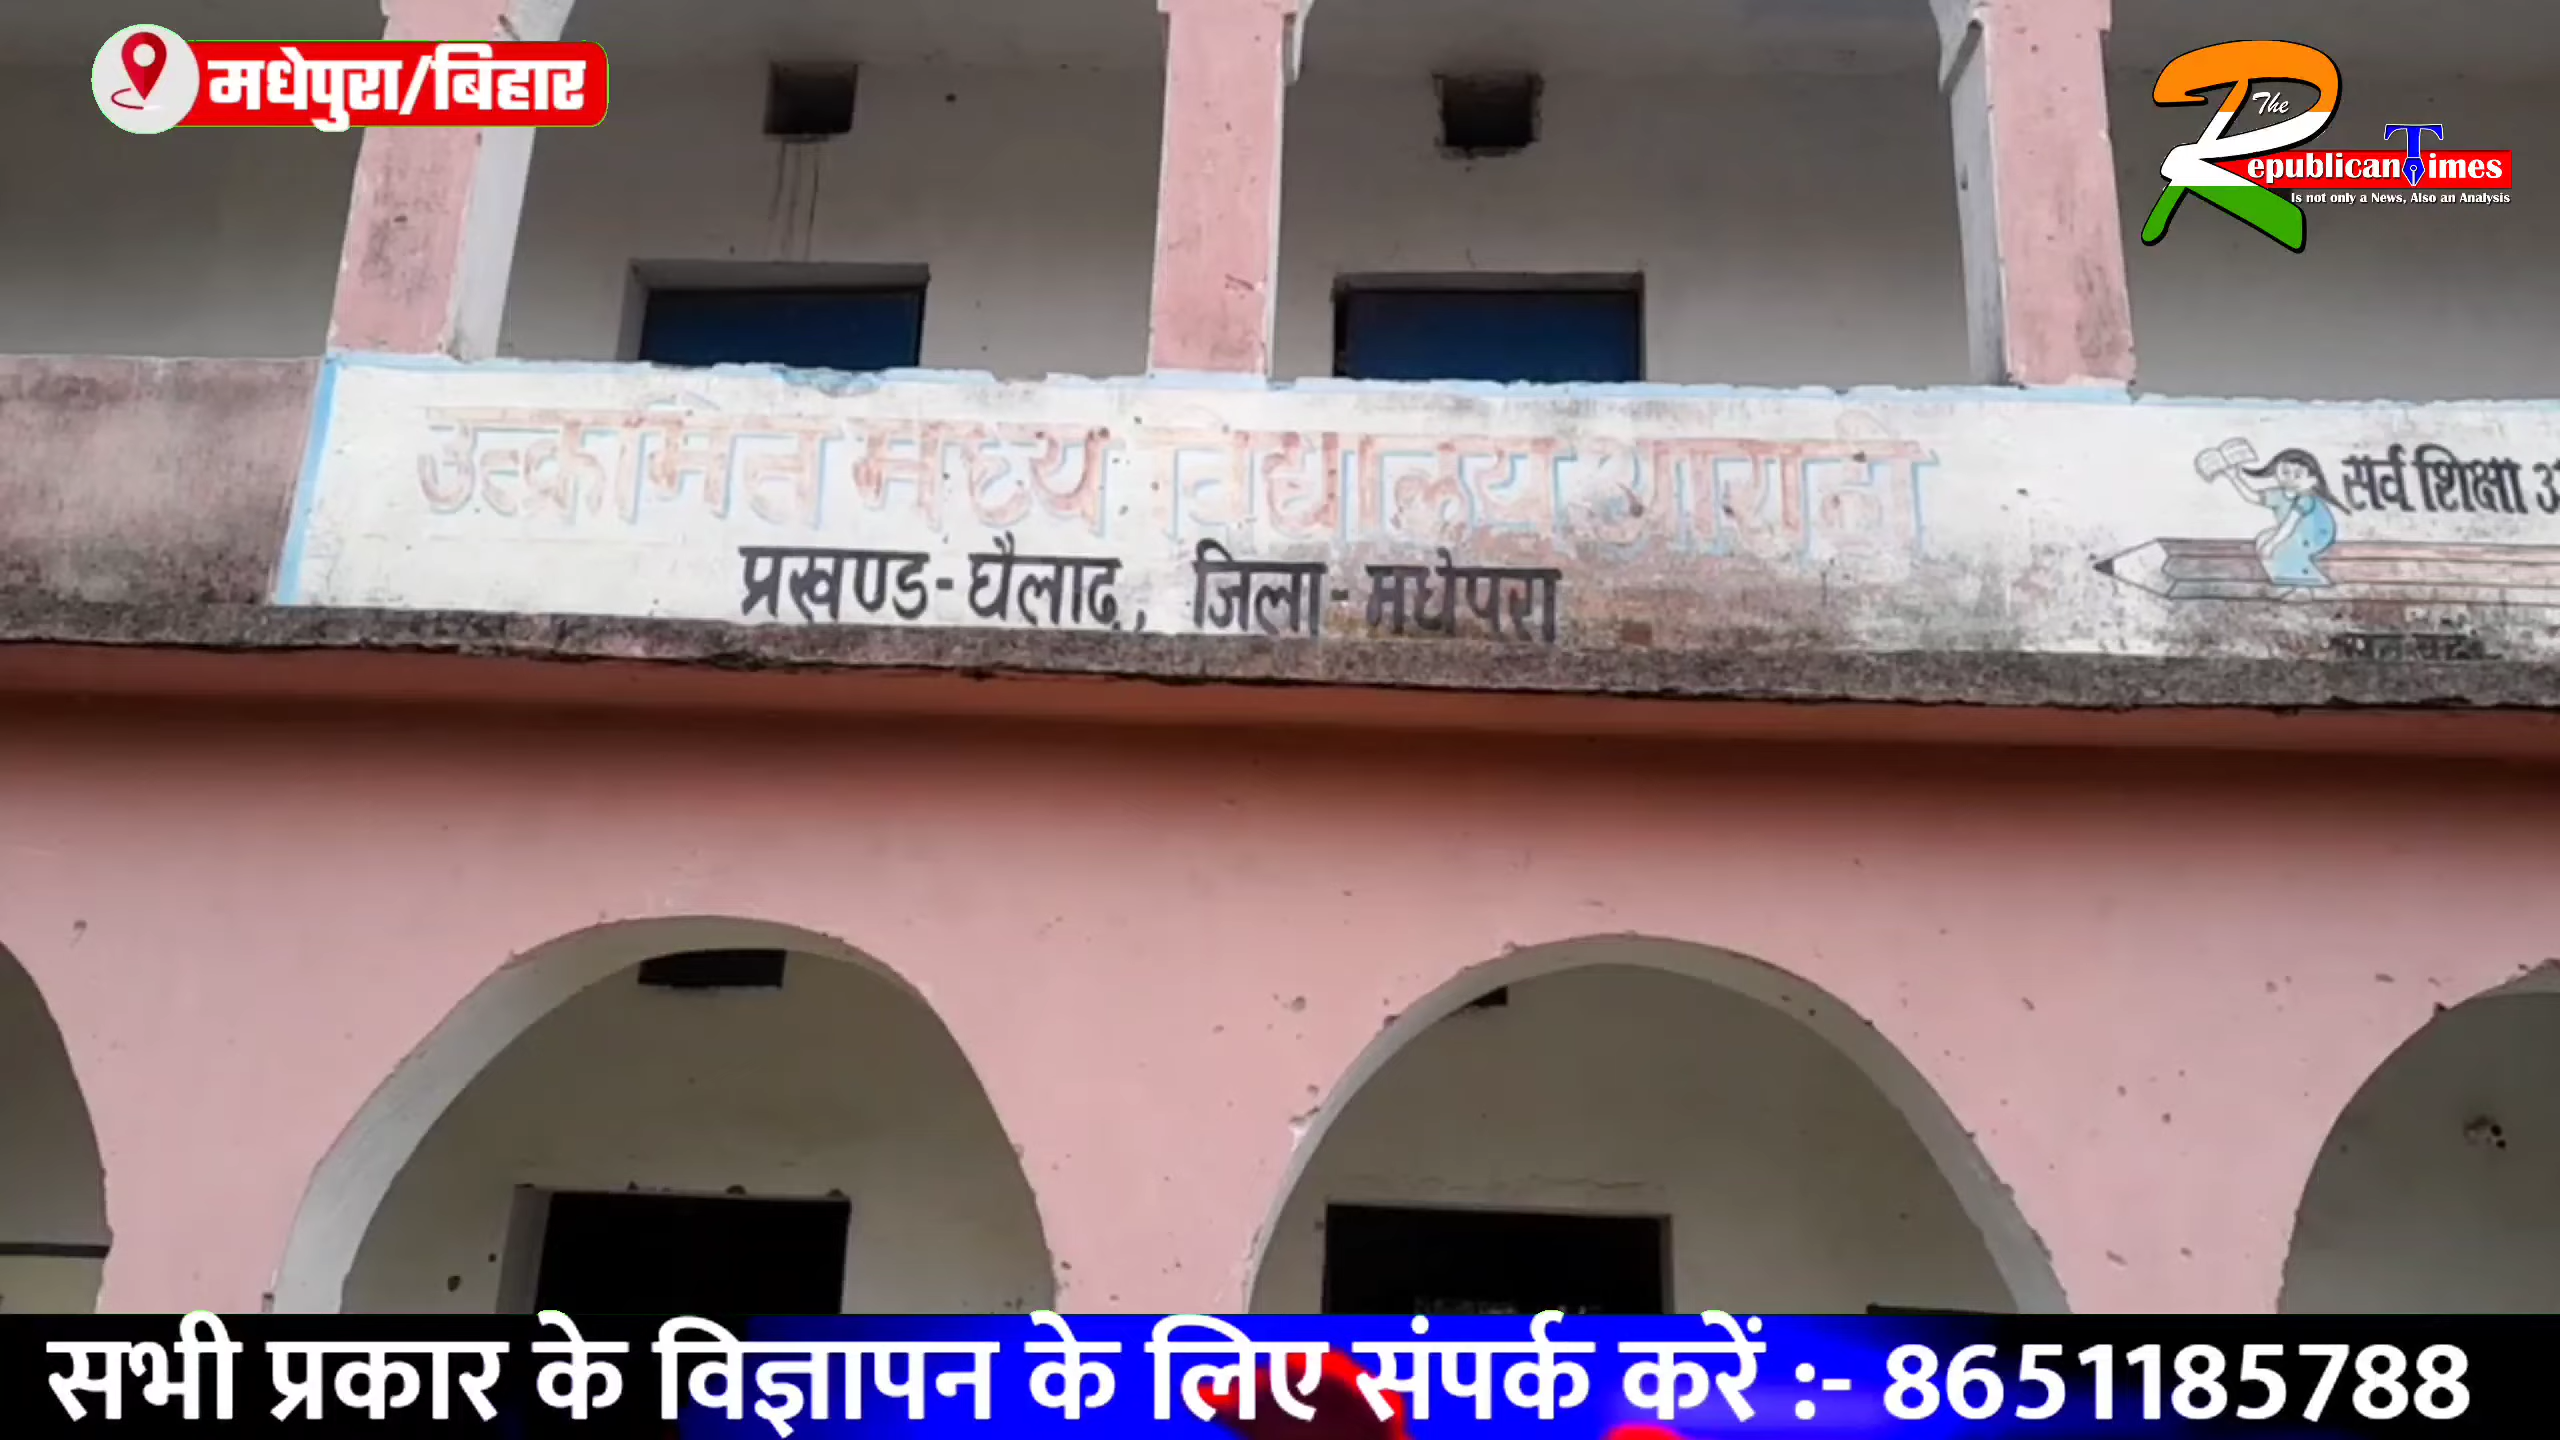 मधेपुरा/बिहार
The Republican Times
Is not only a News, Also an Analysis
उत्क्रमित मध्य विद्यालय
सर्व शिक्षा
प्रखण्ड-घैलाढ़, जिला-मधेपुरा
सभी प्रकार के विज्ञापन के लिए संपर्क करें :- 8651185788